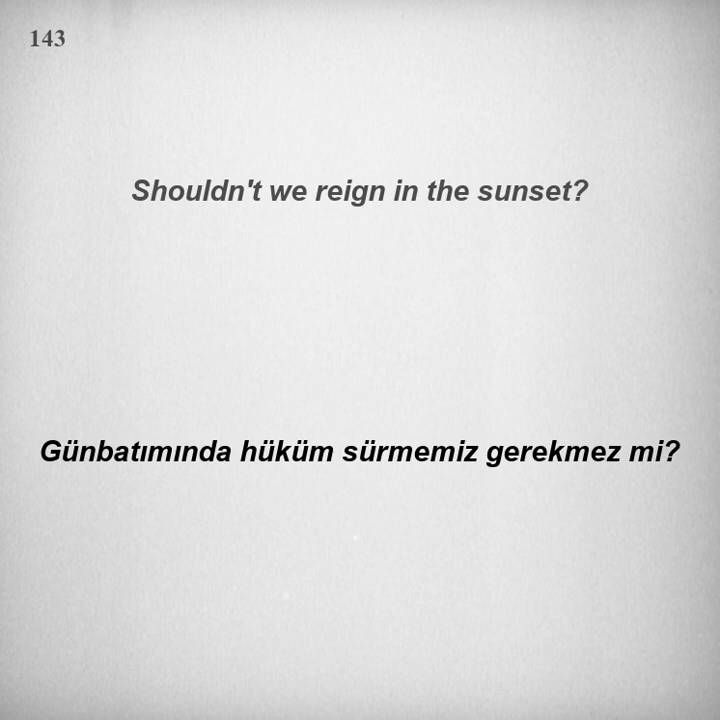 143
Shouldn't we reign in the sunset?
Günbatımında hüküm sürmemiz gerekmez mi?